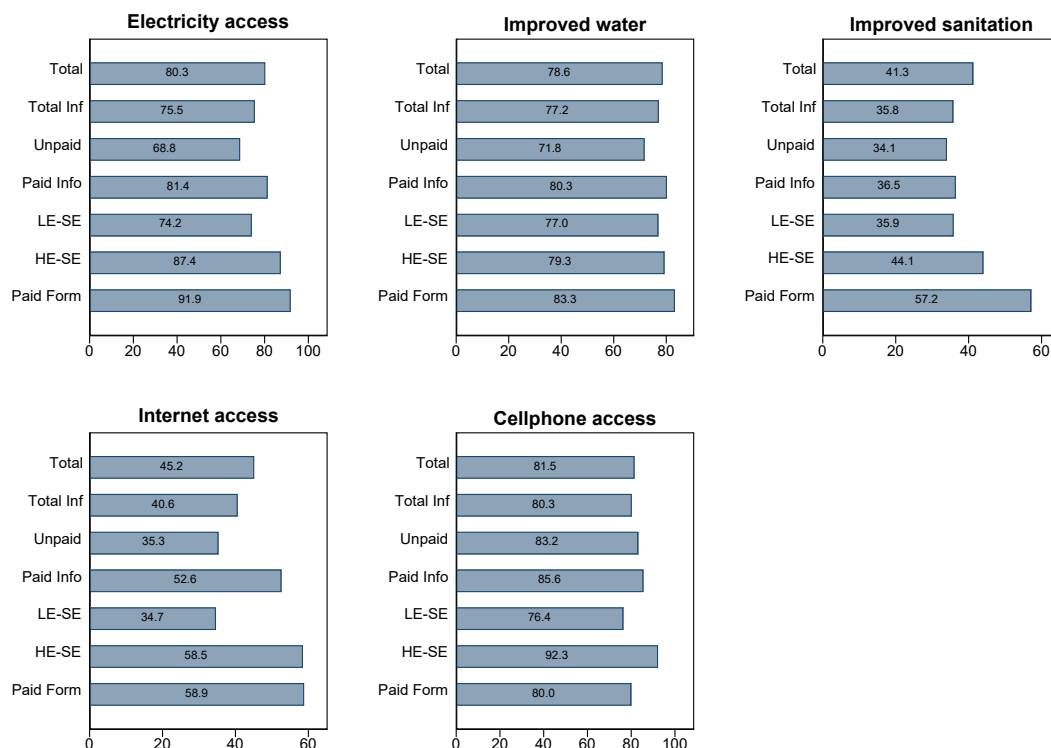 Electricity access
Total 80.3
Total Inf 75.5
Unpaid 68.8
Paid Info 81.4
LE-SE 74.2
HE-SE 87.4
Paid Form 91.9
0 20 40 60 80 100
Improved water
Total 78.6
Total Inf 77.2
Unpaid 71.8
Paid Info 80.3
LE-SE 77.0
HE-SE 79.3
Paid Form 83.3
0 20 40 60 80
Improved sanitation
Total 41.3
Total Inf 35.8
Unpaid 34.1
Paid Info 36.5
LE-SE 35.9
HE-SE 44.1
Paid Form 57.2
0 20 40 60
Internet access
Total 45.2
Total Inf 40.6
Unpaid 35.3
Paid Info 52.6
LE-SE 34.7
HE-SE 58.5
Paid Form 58.9
0 20 40 60
Cellphone access
Total 81.5
Total Inf 80.3
Unpaid 83.2
Paid Info 85.6
LE-SE 76.4
HE-SE 92.3
Paid Form 80.0
0 20 40 60 80 100